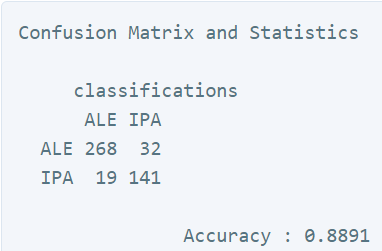 Confusion Matrix and Statistics
classifications
ALE IPA
ALE 268 32
IPA 19 141
Accuracy : 0.8891